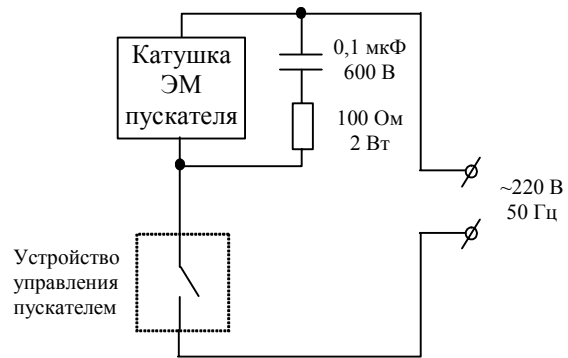 Катушка
ЭМ
пускателя
0,1 мкФ
600 В
100 Ом
2 Вт
~220 В
50 Гц
Устройство
управления
пускателем